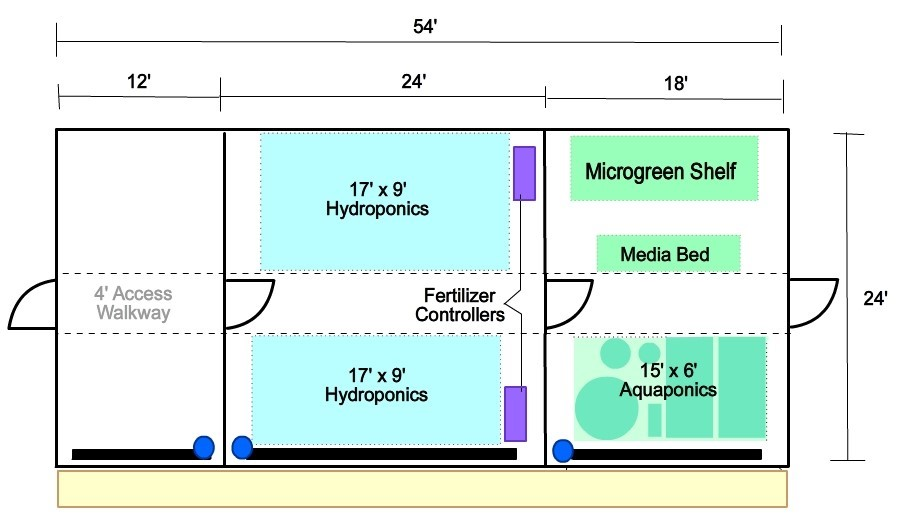 54'
12'
24'
18'
17' x 9'
Hydroponics
Microgreen Shelf
Media Bed
4' Access
Walkway
Fertilizer
Controllers
24'
17' x 9'
Hydroponics
15' x 6'
Aquaponics